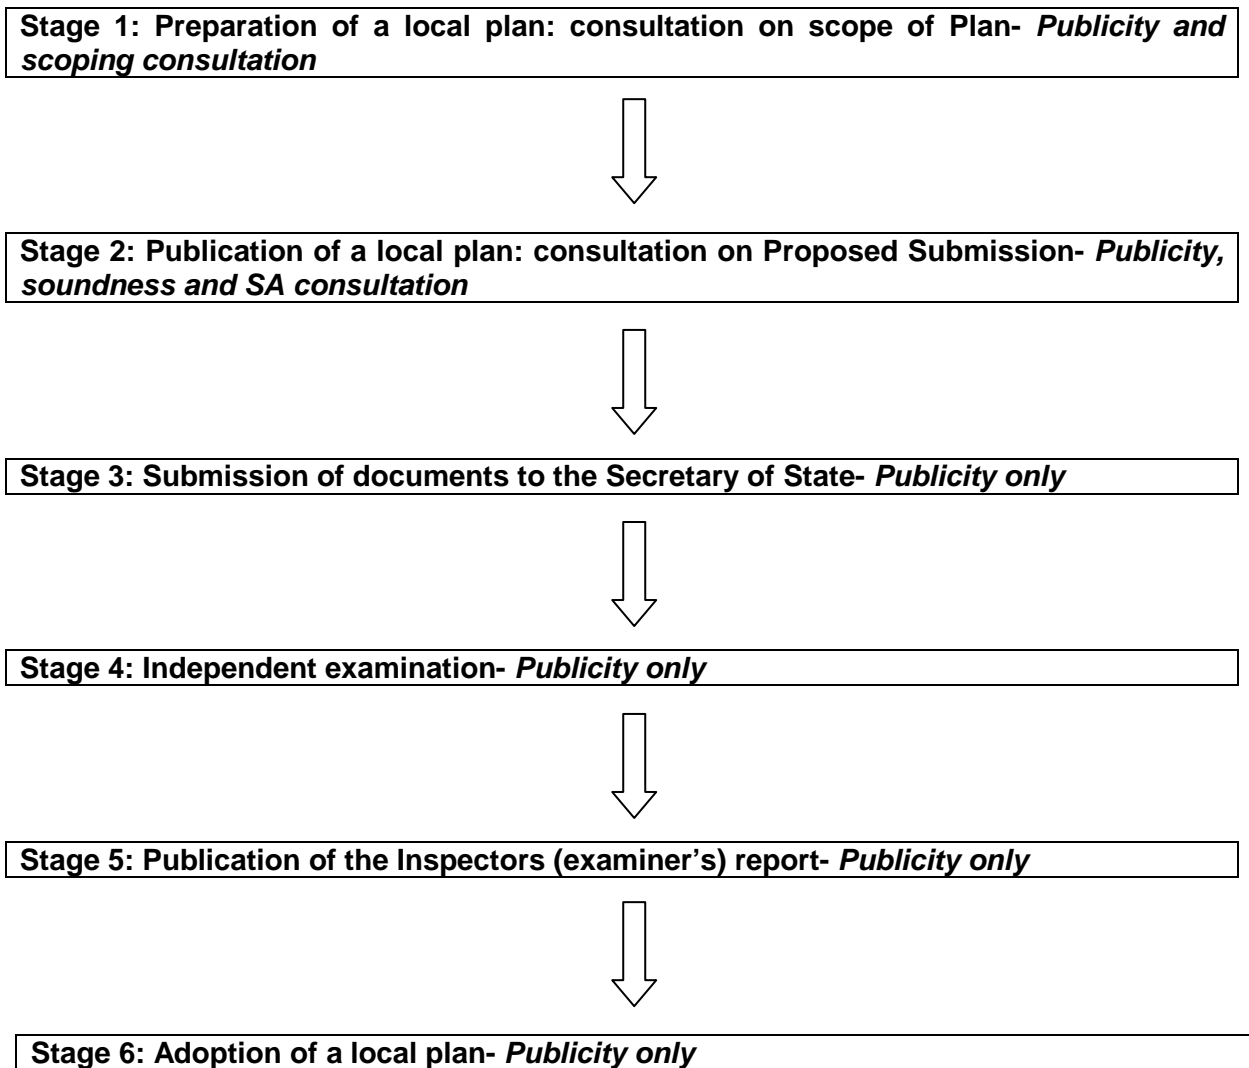 Stage 1: Preparation of a local plan: consultation on scope of Plan- Publicity and
scoping consultation
Stage 2: Publication of a local plan: consultation on Proposed Submission- Publicity,
soundness and SA consultation
Stage 3: Submission of documents to the Secretary of State- Publicity only
Stage 4: Independent examination- Publicity only
Stage 5: Publication of the Inspectors (examiner's) report- Publicity only
Stage 6: Adoption of a local plan- Publicity only